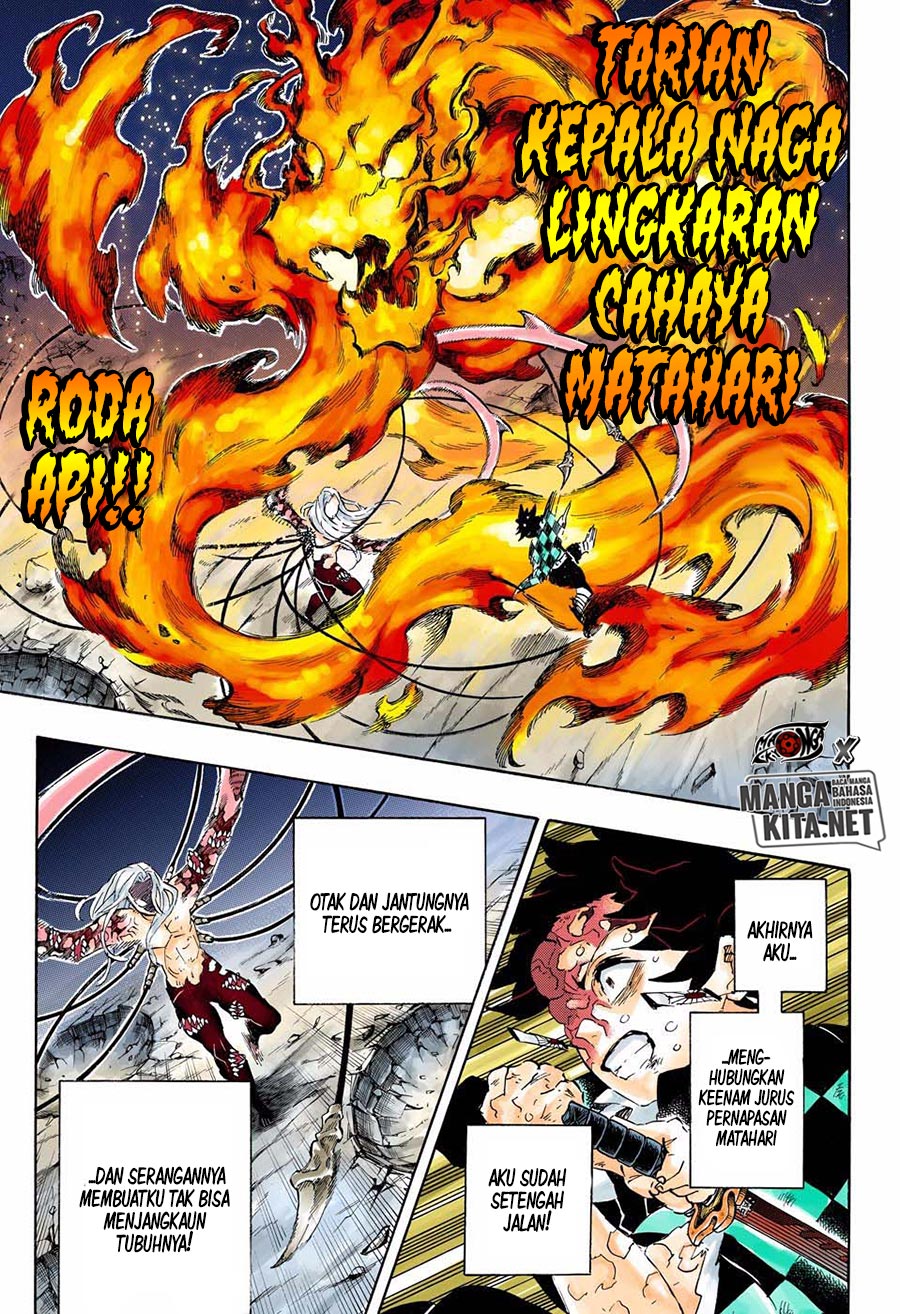 TARIAN
KEPALA NAGA
LINGKARAN
CAHAYA
MATAHARI
RODA
API!!
X
BACA MANGA
MANGA BAHASA
INDONESIA
KITA.NET
AKHIRNYA
AKU...
...MENG-
HUBUNGKAN
KEENAM JURUS
PERNAPASAN
MATAHARI
AKU SUDAH
SETENGAH
JALAN!
OTAK DAN JANTUNGNYA
TERUS BERGERAK...
...DAN SERANGANNYA
MEMBUATKU TAK BISA
MENJANGKAUN
TUBUHNYA!